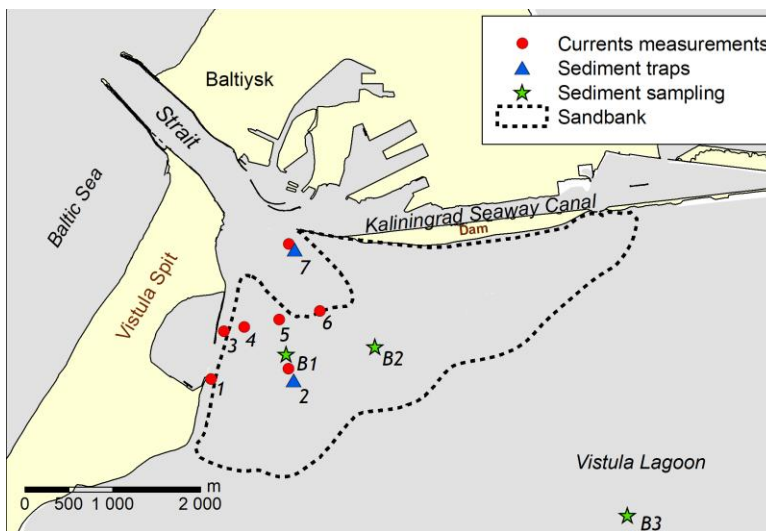 Currents measurements
Sediment traps
Sediment sampling
Sandbank
Baltiysk
Strait
Baltic Sea
Kaliningrad Seaway Canal
Dam
Vistula Spit
7
6
5
4
3
B1
B2
1
2
Vistula Lagoon
B3
m
0 500 1 000 2 000